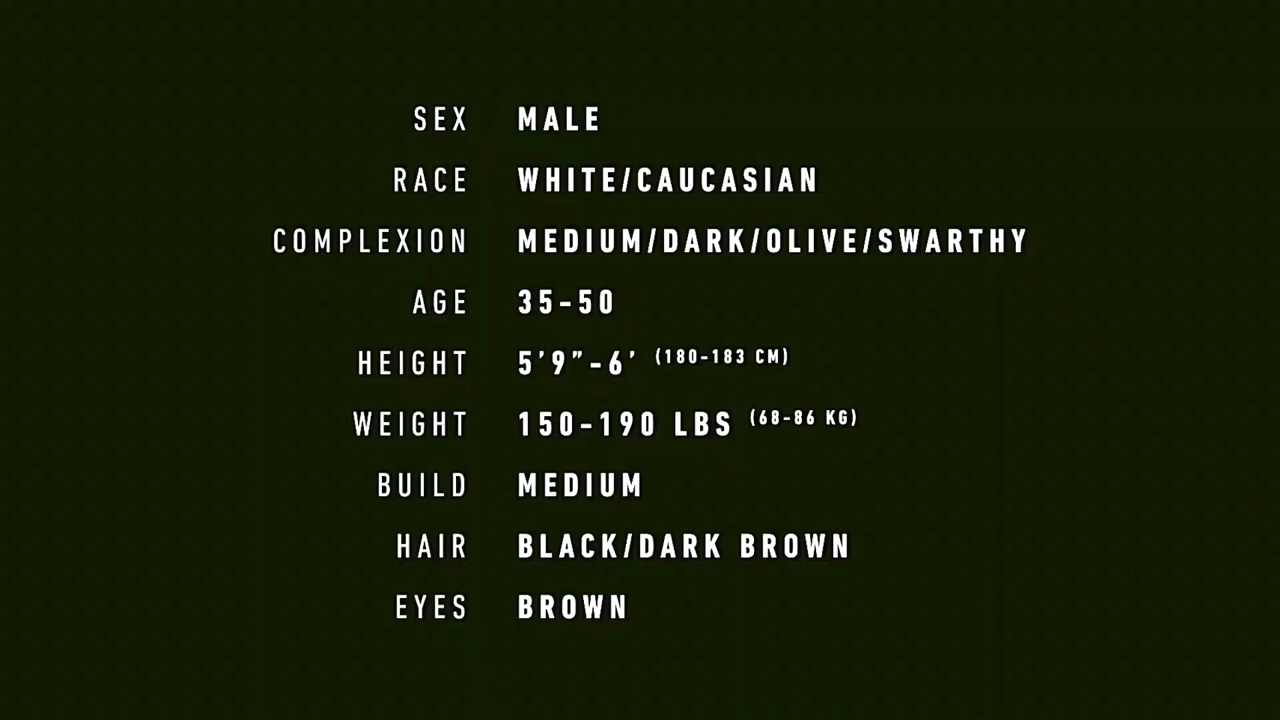 SEX MALE
RACE WHITE/CAUCASIAN
COMPLEXION MEDIUM/DARK/OLIVE/SWARTHY
AGE 35-50
HEIGHT 5’9”-6’ (180-183 CM)
WEIGHT 150-190 LBS (68-86 KG)
BUILD MEDIUM
HAIR BLACK/DARK BROWN
EYES BROWN